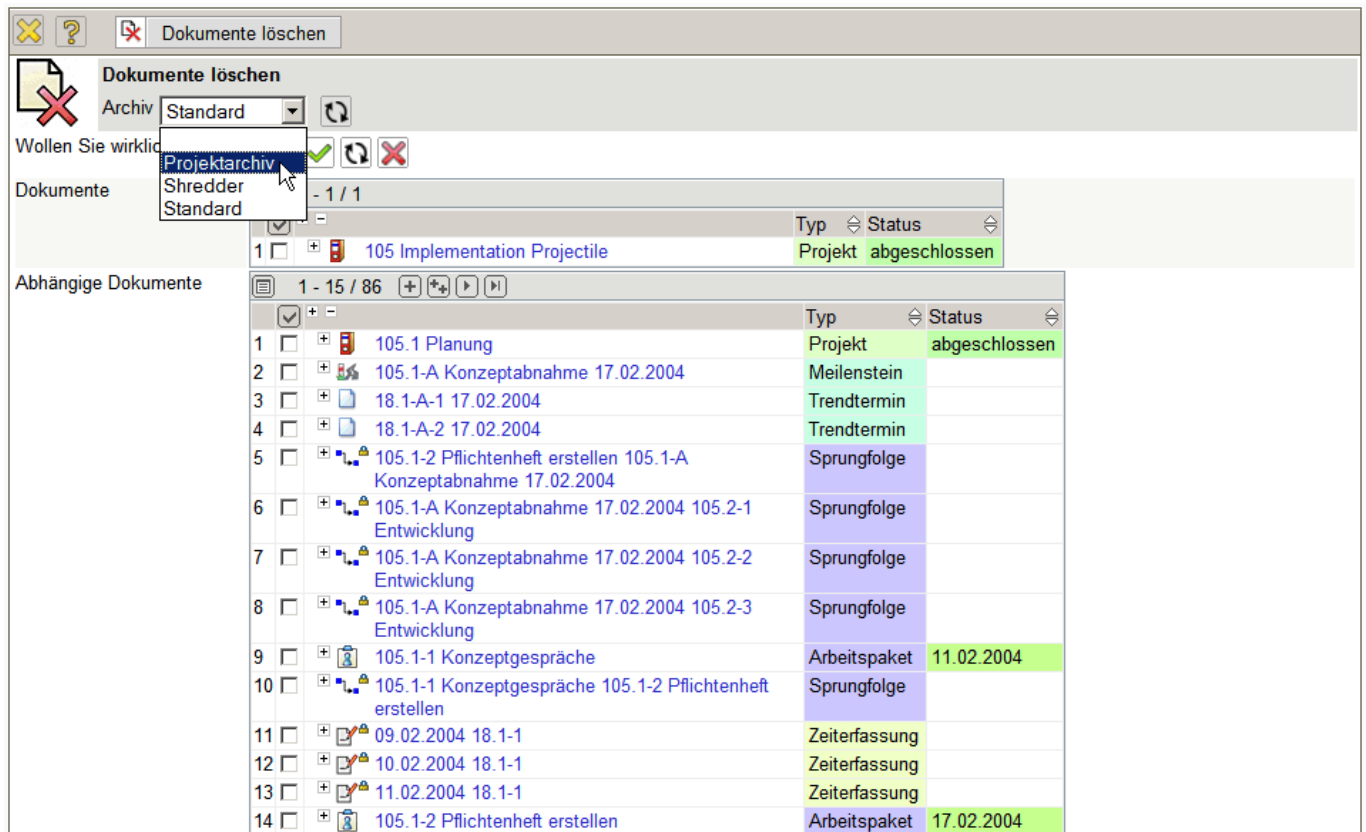 Dokumente löschen
Dokumente löschen
Archiv Standard
Wollen Sie wirklic
Projektarchiv
Shredder
Standard
Dokumente - 1 / 1
Typ Status
1 105 Implementation Projectile Projekt abgeschlossen
Abhängige Dokumente 1 - 15 / 86
Typ Status
1 105.1 Planung Projekt abgeschlossen
2 105.1-A Konzeptabnahme 17.02.2004 Meilenstein
3 18.1-A-1 17.02.2004 Trendtermin
4 18.1-A-2 17.02.2004 Trendtermin
5 105.1-2 Pflichtenheft erstellen 105.1-A Sprungfolge
Konzeptabnahme 17.02.2004
6 105.1-A Konzeptabnahme 17.02.2004 105.2-1 Sprungfolge
Entwicklung
7 105.1-A Konzeptabnahme 17.02.2004 105.2-2 Sprungfolge
Entwicklung
8 105.1-A Konzeptabnahme 17.02.2004 105.2-3 Sprungfolge
Entwicklung
9 105.1-1 Konzeptgespräche Arbeitspaket 11.02.2004
10 105.1-1 Konzeptgespräche 105.1-2 Pflichtenheft Sprungfolge
erstellen
11 09.02.2004 18.1-1 Zeiterfassung
12 10.02.2004 18.1-1 Zeiterfassung
13 11.02.2004 18.1-1 Zeiterfassung
14 105.1-2 Pflichtenheft erstellen Arbeitspaket 17.02.2004